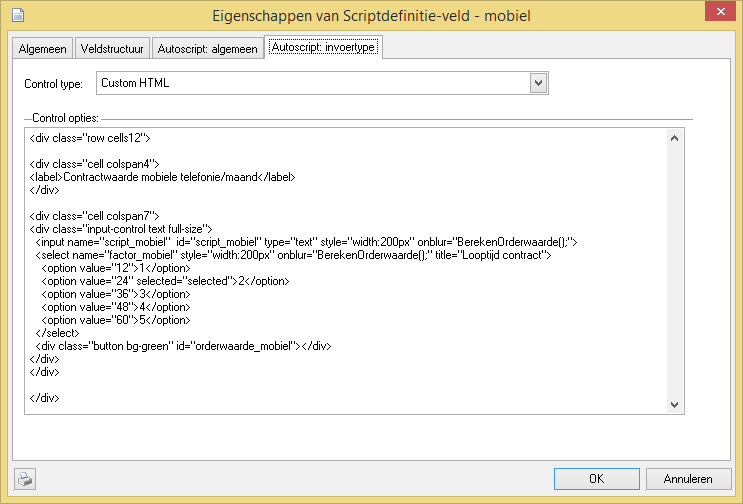 Eigenschappen van Scriptdefinitie-veld - mobiel
Algemeen Veldstructuur Autoscript: algemeen Autoscript: invoertype
Control type: Custom HTML
Control opties:
<div class="row cells12">
<div class="cell colspan4">
<label>Contractwaarde mobiele telefonie/maand</label>
</div>
<div class="cell colspan7">
<div class="input-control text full-size">
<input name="script_mobiel"  id="script_mobiel" type="text" style="width:200px" onblur="BerekenOrderwaarde();">
<select name="factor_mobiel" style="width:200px" onblur="BerekenOrderwaarde();" title="Looptijd contract">
<option value="12">1</option>
<option value="24" selected="selected">2</option>
<option value="36">3</option>
<option value="48">4</option>
<option value="60">5</option>
</select>
<div class="button bg-green" id="orderwaarde_mobiel"></div>
</div>
</div>
</div>
OK Annuleren